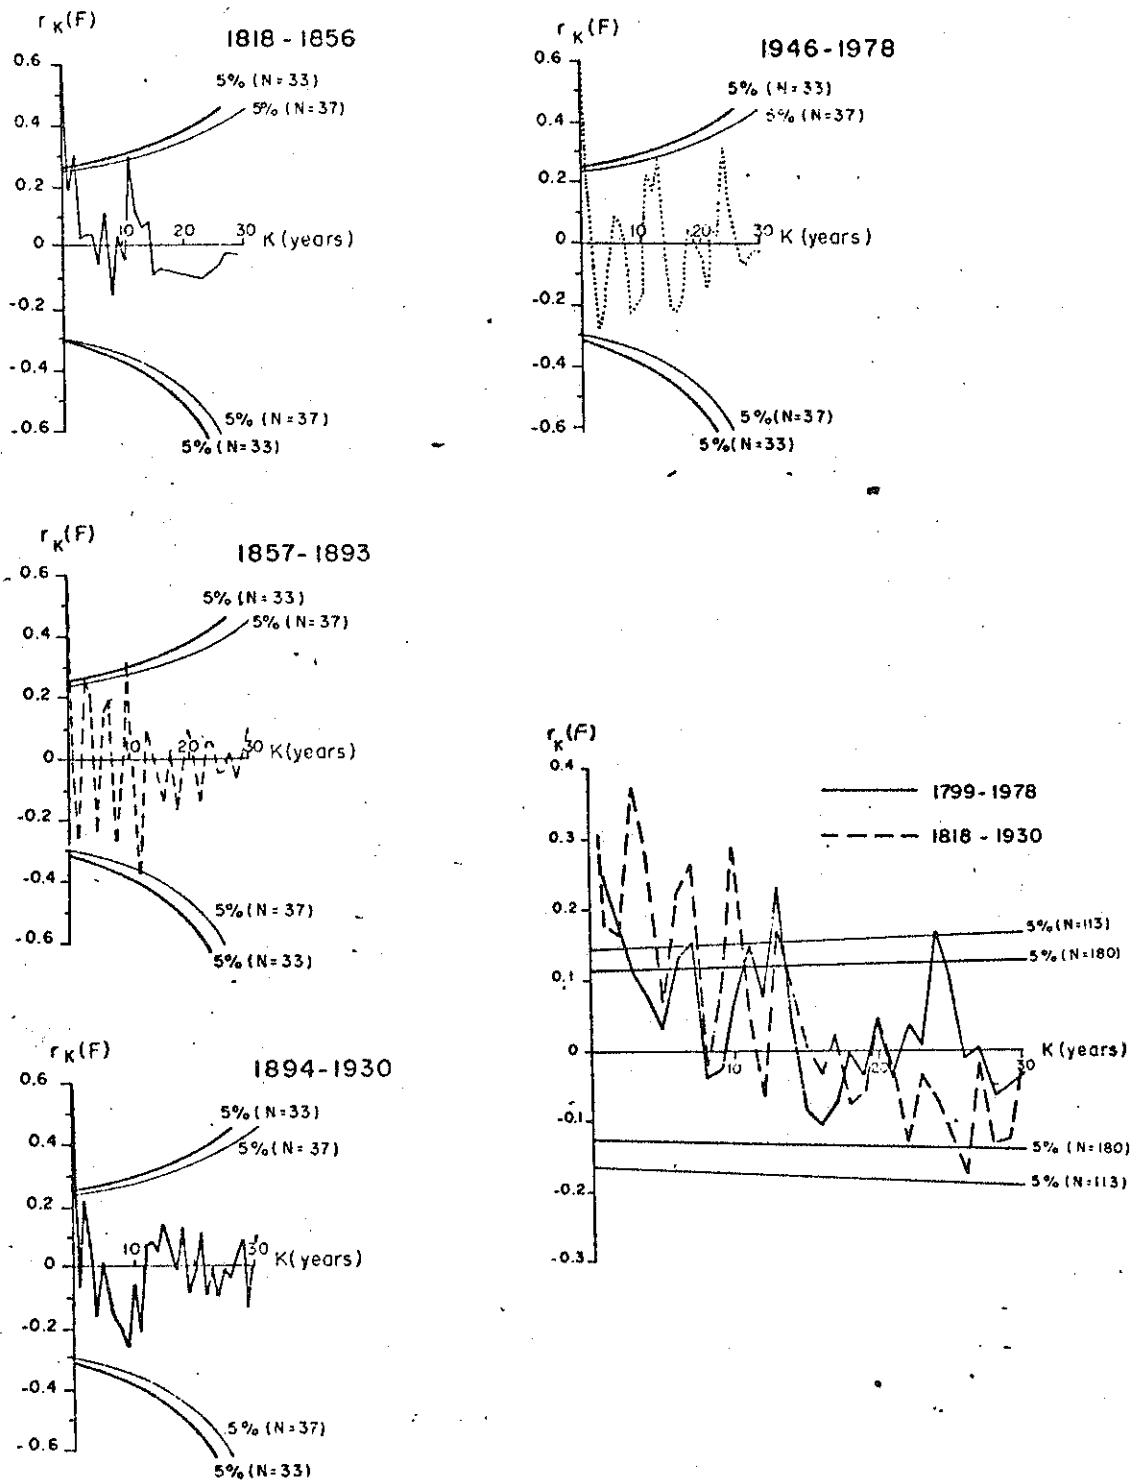 r_K(F)
1818 - 1856
0.6
5% (N=33)
5% (N=37)
0.4
0.2
0
10
20
30
K (years)
-0.2
-0.4
5% (N=37)
-0.6
5% (N=33)
r_K(F)
1946-1978
0.6
5% (N=33)
5% (N=37)
0.4
0.2
0
10
20
30
K (years)
-0.2
-0.4
5% (N=37)
-0.6
5% (N=33)
r_K(F)
1857-1893
0.6
5% (N=33)
5% (N=37)
0.4
0.2
0
10
20
30
K (years)
-0.2
-0.4
5% (N=37)
-0.6
5% (N=33)
r_K(F)
1894-1930
0.6
5% (N=33)
5% (N=37)
0.4
0.2
0
10
30
K (years)
-0.2
-0.4
5% (N=37)
-0.6
5% (N=33)
r_K(F)
0.4
1799-1978
1818 - 1930
0.3
0.2
5% (N=113)
5% (N=180)
0.1
0
K (years)
10
20
30
-0.1
5% (N=180)
5% (N=113)
-0.2
-0.3